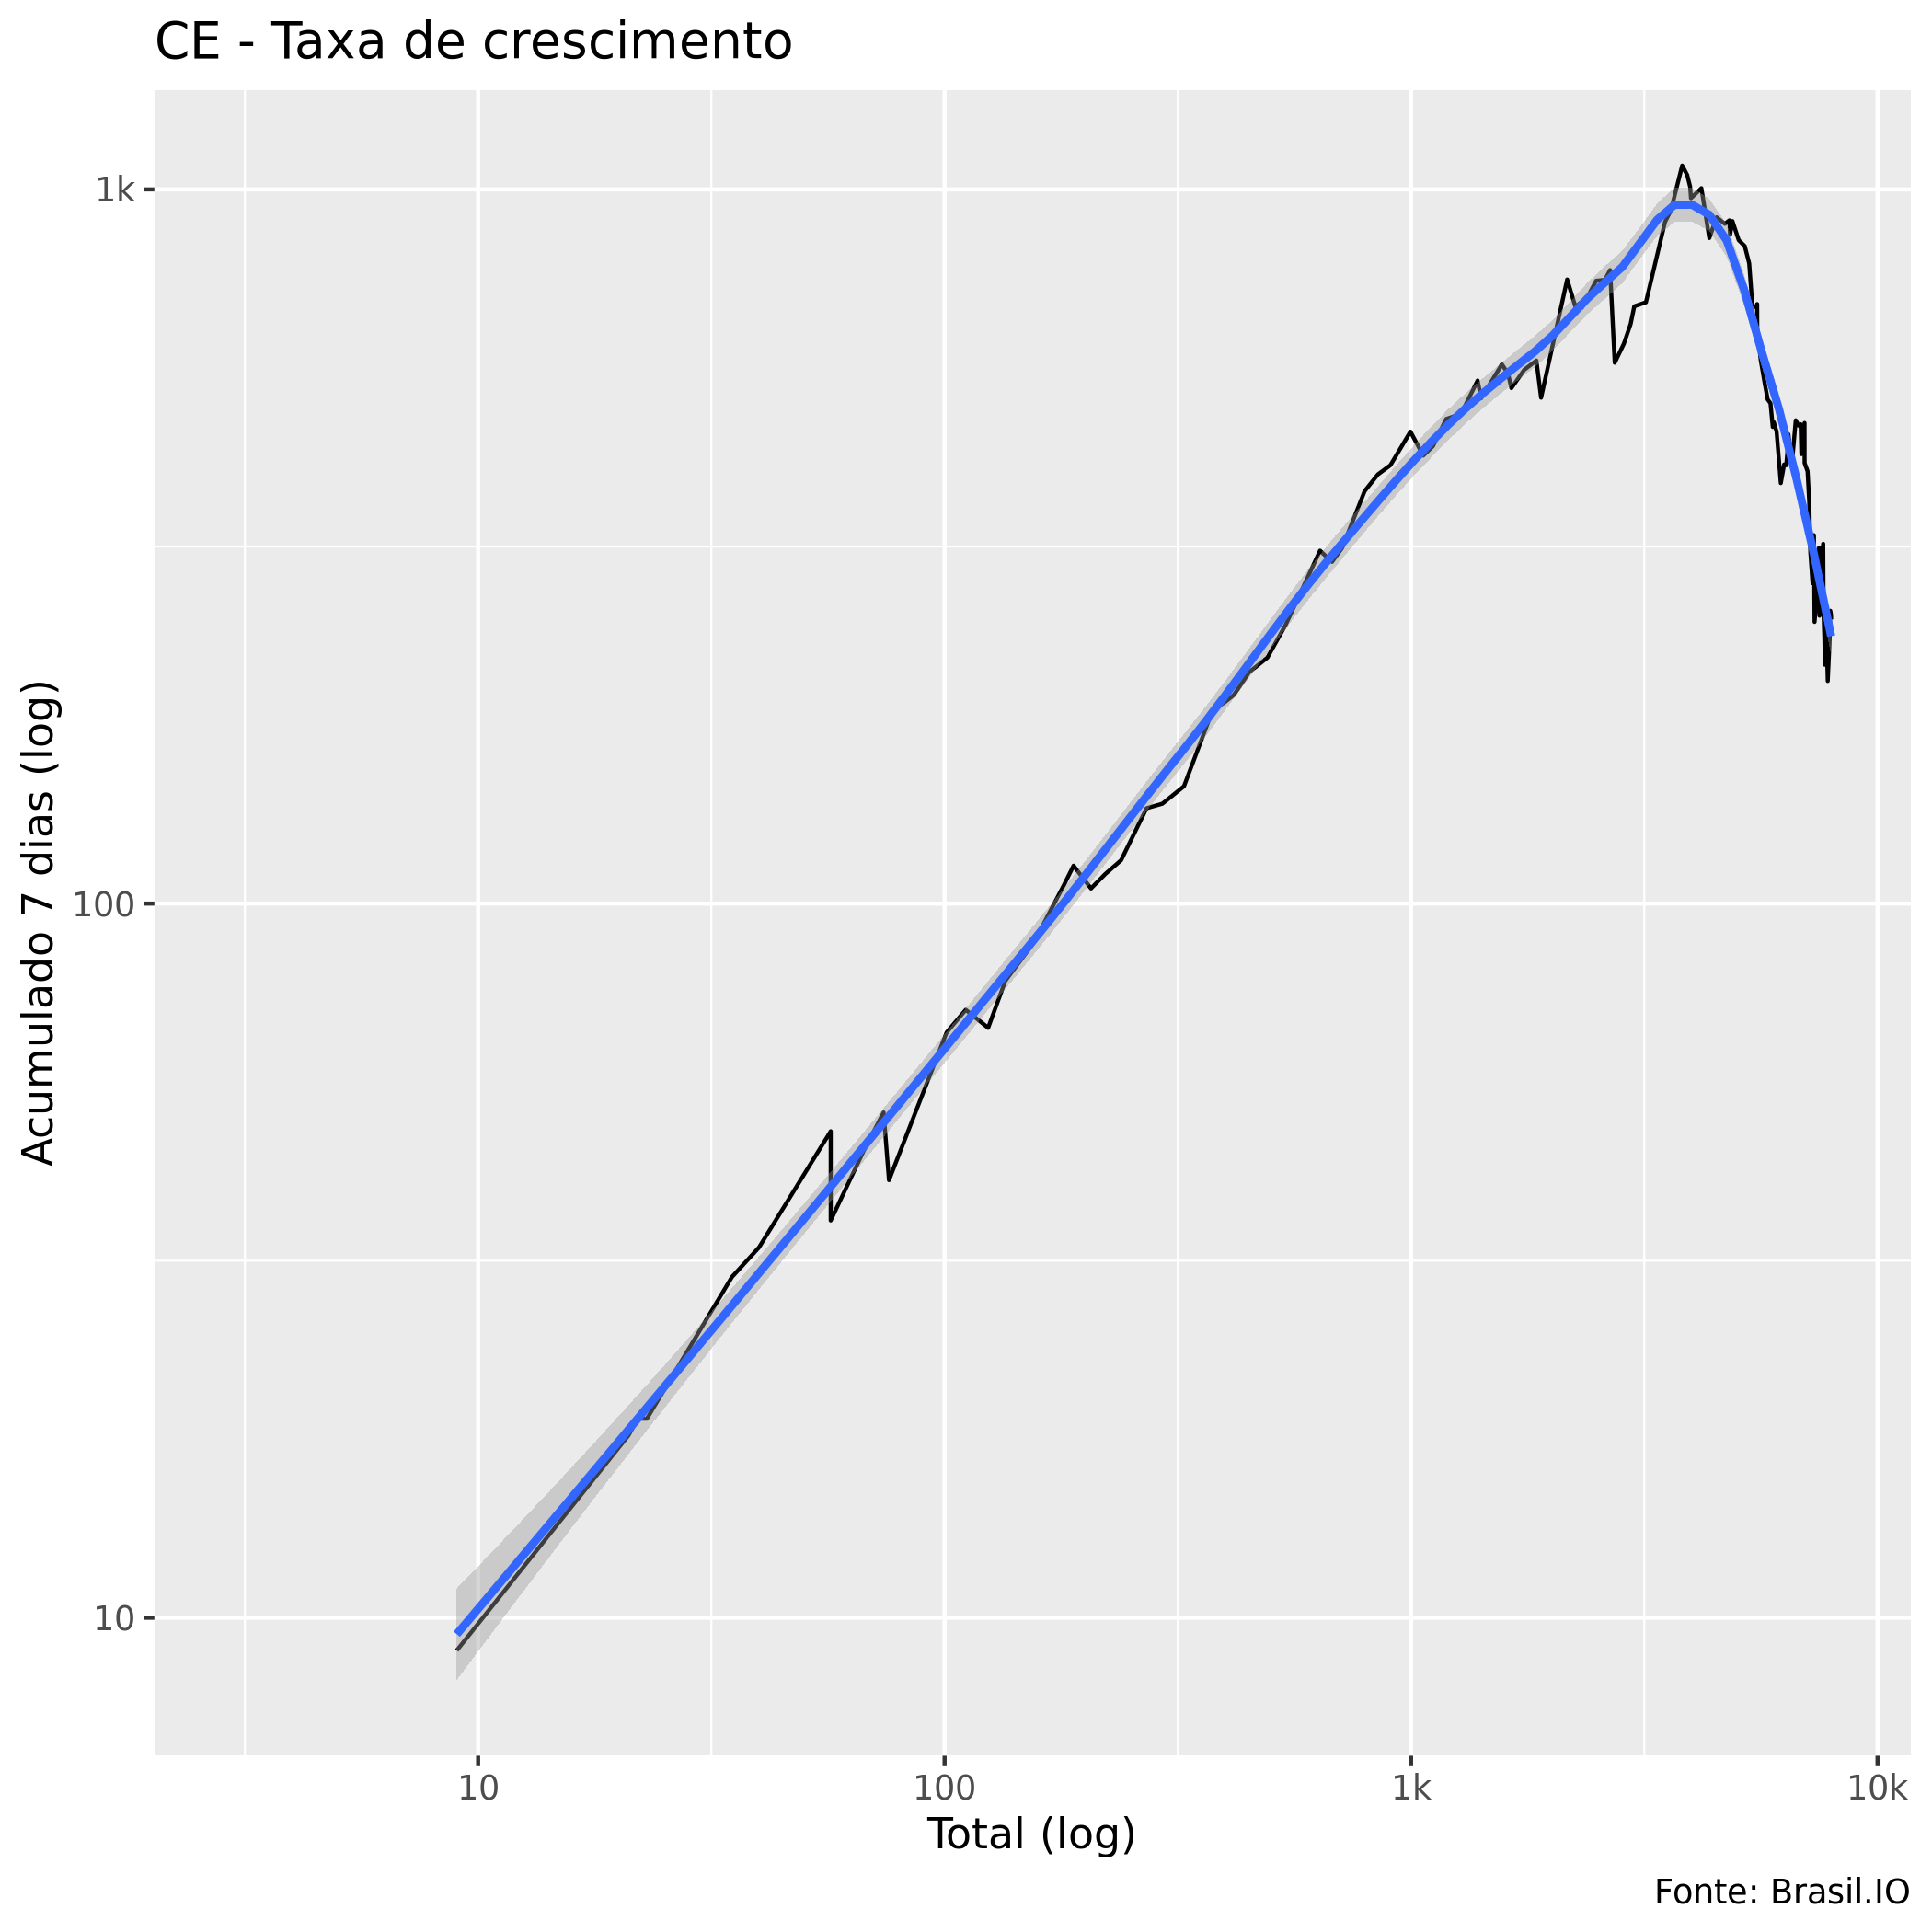 CE - Taxa de crescimento
Acumulado 7 dias (log)
1k
100
10
10
100
1k
10k
Total (log)
Fonte: Brasil.IO